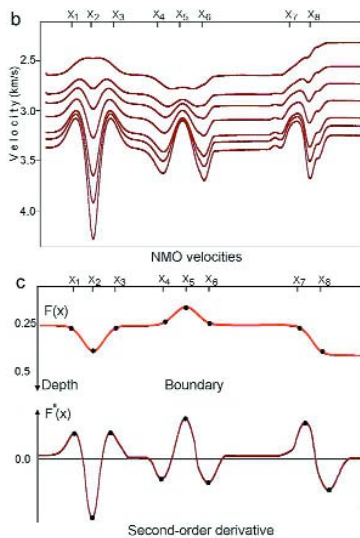 b
X1 X2 X3 X4 X5 X6 X7 X8
Velocity (km/s)
2.5
3.0
3.5
4.0
NMO velocities
c
X1 X2 X3 X4 X5 X6 X7 X8
F(x)
0.25
0.5
Depth
Boundary
F"(x)
0.0
Second-order derivative